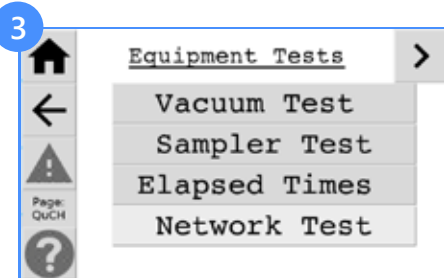 3
Equipment Tests
Vacuum Test
Sampler Test
Elapsed Times
Network Test
Page:
QuCH
?